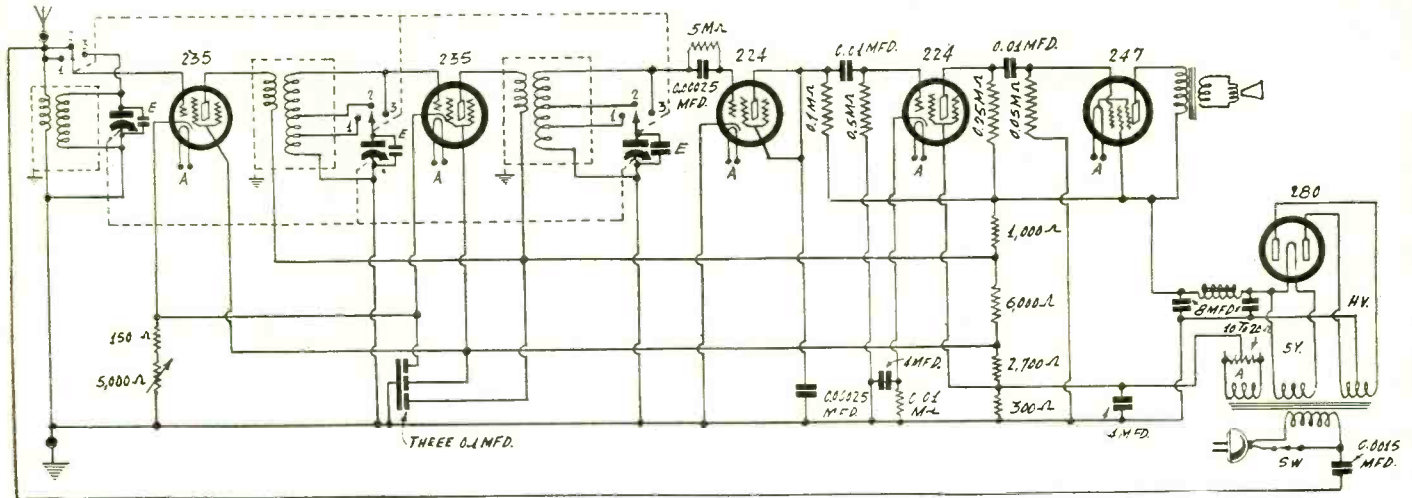 235
235
5MΩ
0.00025
MFD.
224
0.01MFD.
224
0.01MFD.
247
280
1
2
3
E
A
1
2
3
E
A
1
2
3
E
A
0.1MΩ
0.5MΩ
A
0.25MΩ
0.05MΩ
A
1,000Ω
6,000Ω
8MFD
H.V.
10 To 20Ω
5V.
A
150 Ω
5,000Ω
2,700Ω
300Ω
1MFD.
0.01
MΩ
0.00025
MFD.
1
1MFD.
THREE 0.1MFD.
SW
0.0015
MFD.